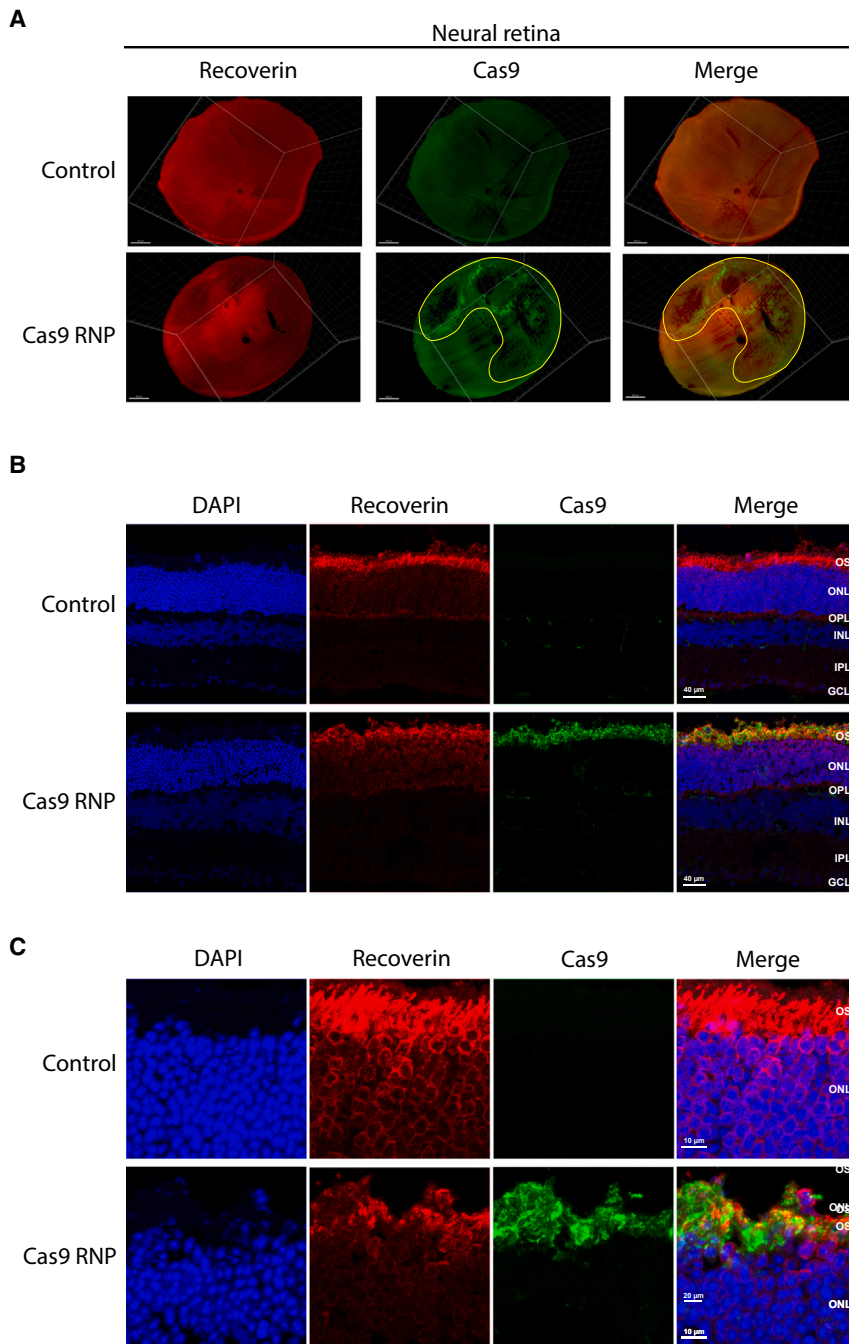 A
Neural retina
Recoverin Cas9 Merge
Control
Cas9 RNP
B
DAPI Recoverin Cas9 Merge
Control
OS
ONL
OPL
INL
IPL
40 µm
GCL
Cas9 RNP
OS
ONL
OPL
INL
IPL
40 µm
GCL
C
DAPI Recoverin Cas9 Merge
Control
OS
ONL
10 µm
Cas9 RNP
OS
ONL
OS
OS
20 µm
ONL
10 µm